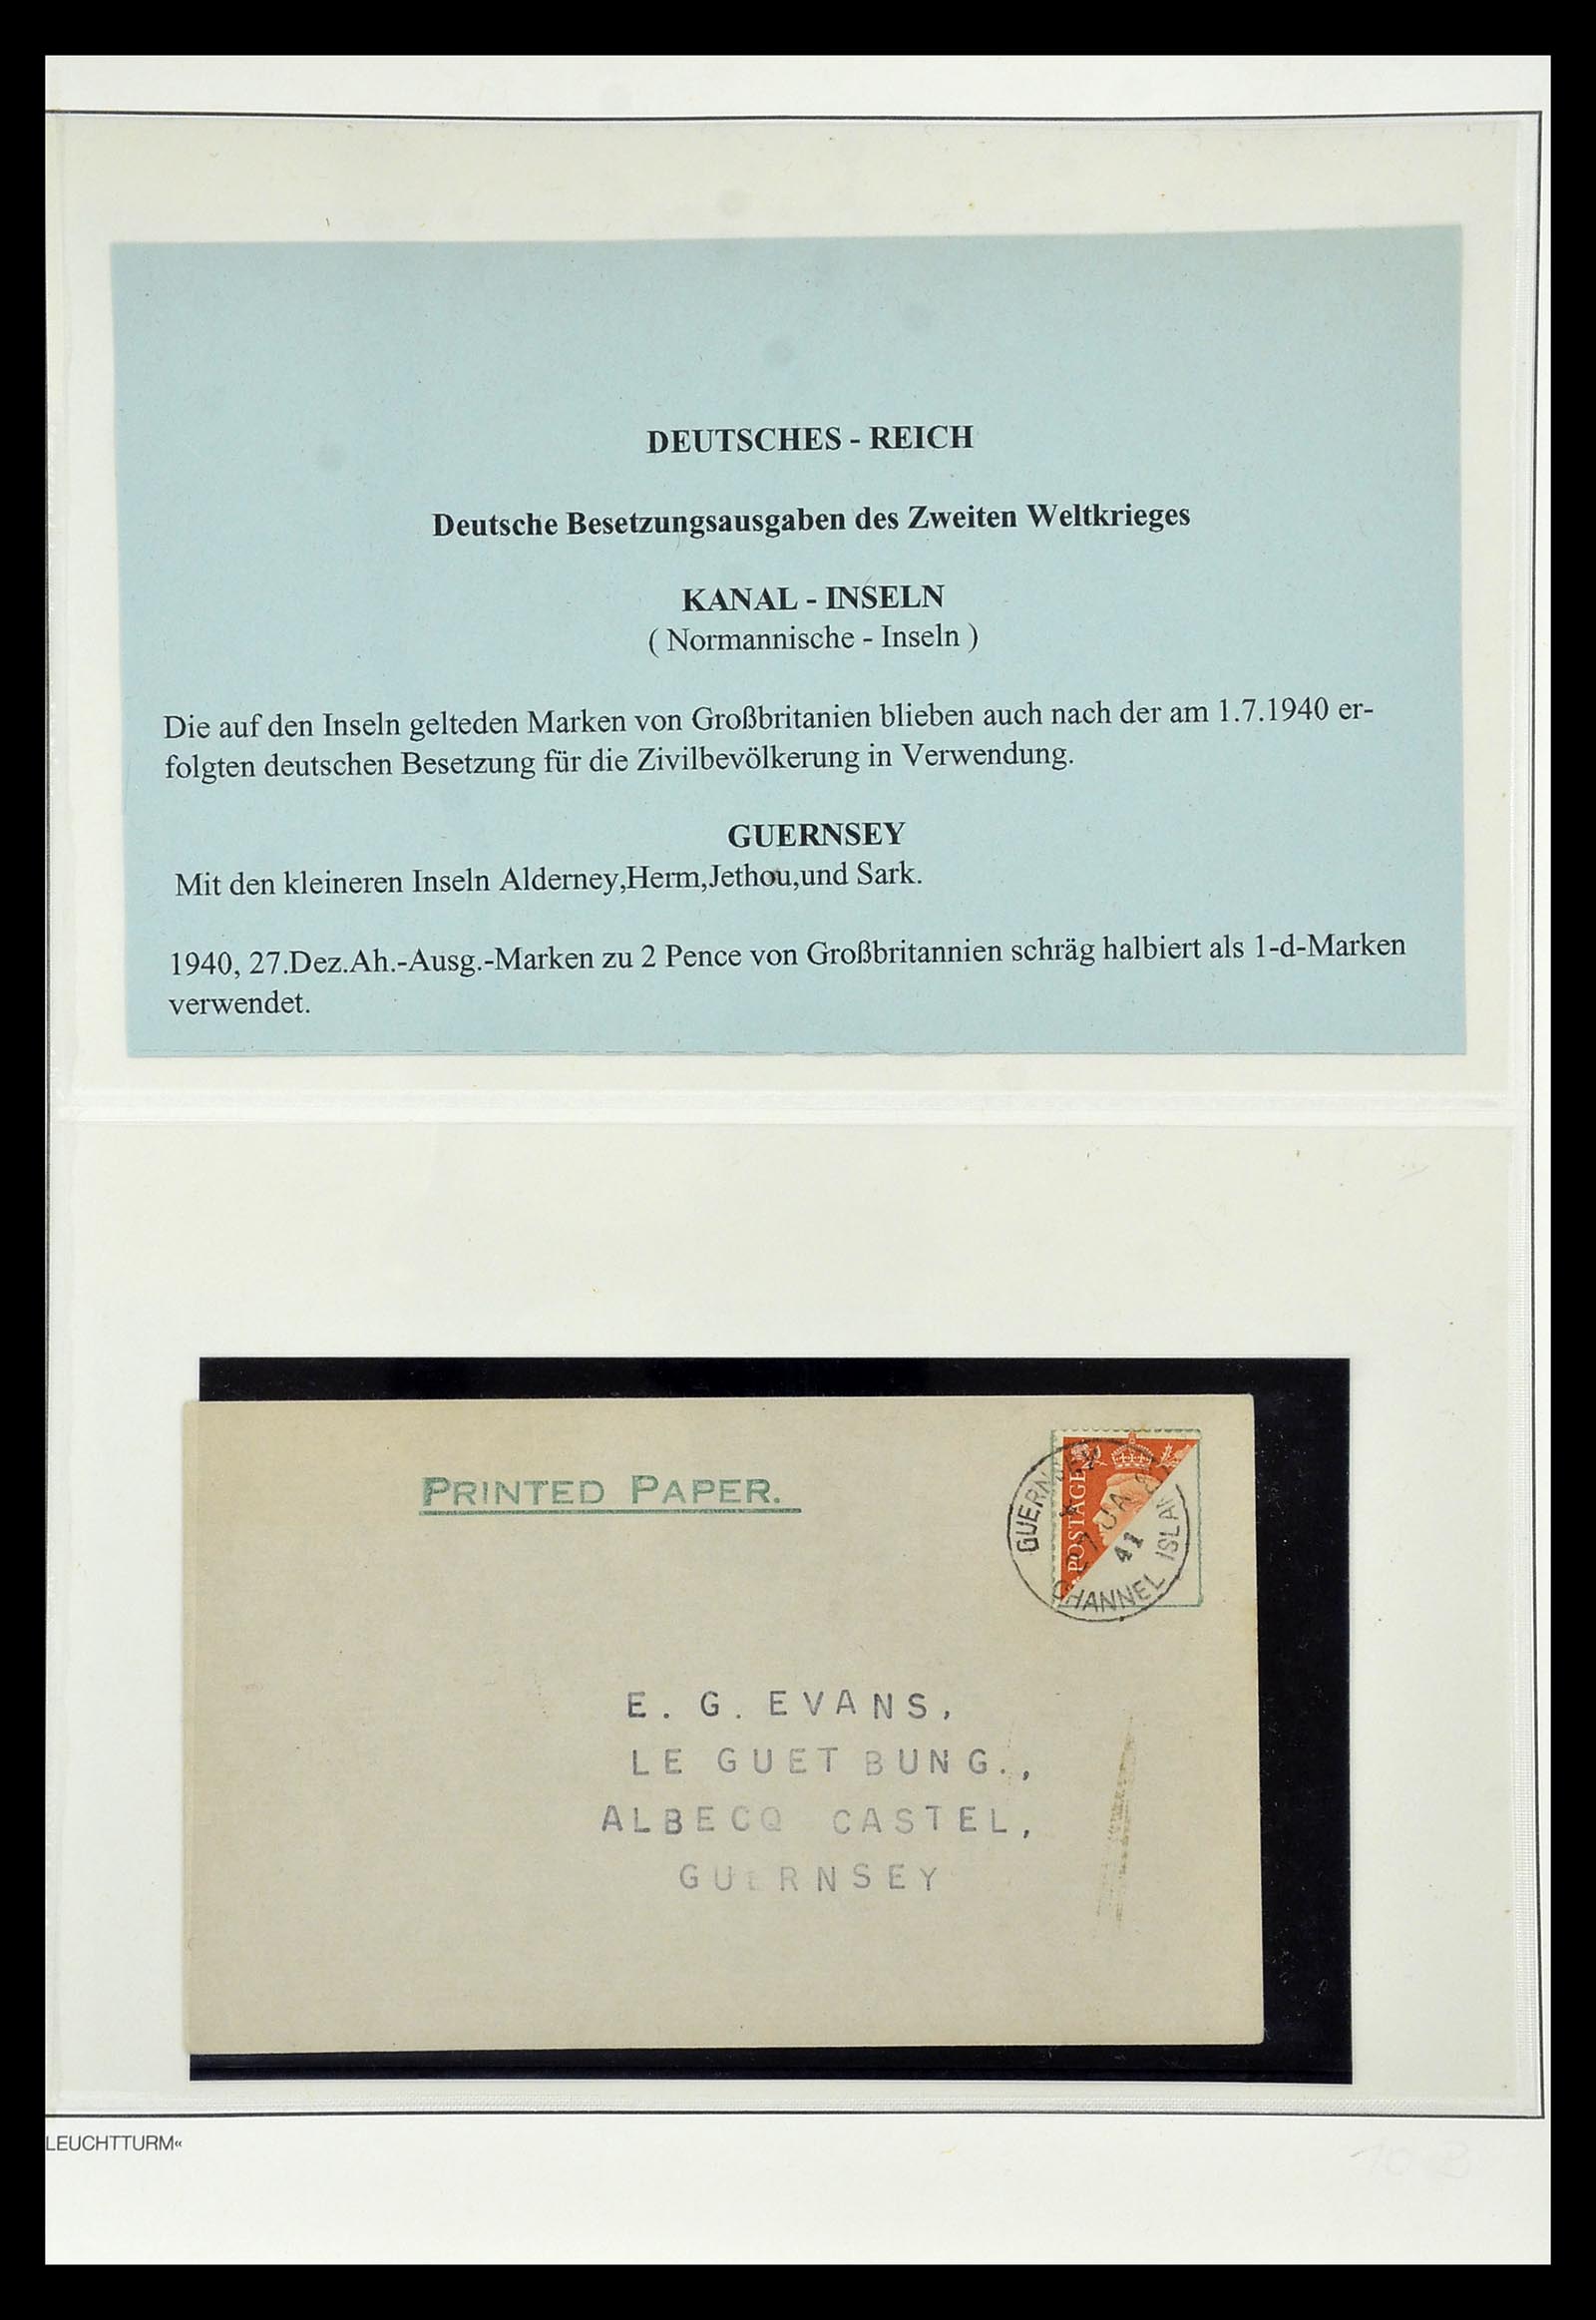 DEUTSCHES - REICH
Deutsche Besetzungsausgaben des Zweiten Weltkrieges
KANAL - INSELN
( Normannische - Inseln )
Die auf den Inseln gelteden Marken von Großbritanien blieben auch nach der am 1.7.1940 er-
folgten deutschen Besetzung für die Zivilbevölkerung in Verwendung.
GUERNSEY
Mit den kleineren Inseln Alderney,Herm,Jethou,und Sark.
1940, 27.Dez.Ah.-Ausg.-Marken zu 2 Pence von Großbritannien schräg halbiert als 1-d-Marken
verwendet.
PRINTED PAPER.
POSTAGE
GUERNSEY
27 JA
41
CHANNEL ISLAN
E. G. EVANS,
LE GUET BUNG.,
ALBECQ CASTEL,
GUERNSEY
LEUCHTTURM«